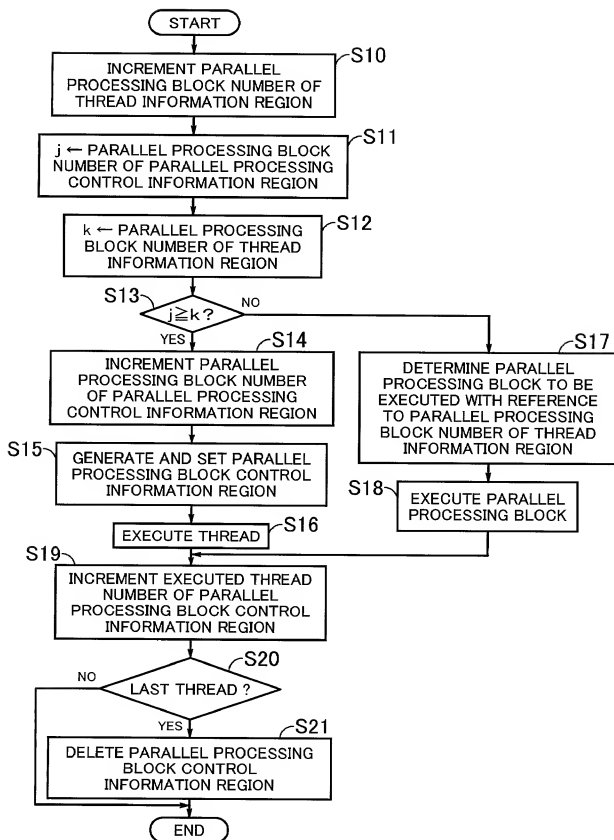 START
S10
INCREMENT PARALLEL
PROCESSING BLOCK NUMBER OF
THREAD INFORMATION REGION
S11
j ← PARALLEL PROCESSING BLOCK
NUMBER OF PARALLEL PROCESSING
CONTROL INFORMATION REGION
S12
k ← PARALLEL PROCESSING
BLOCK NUMBER OF THREAD
INFORMATION REGION
S13
j≧k?
NO
YES
S14
INCREMENT PARALLEL
PROCESSING BLOCK NUMBER
OF PARALLEL PROCESSING
CONTROL INFORMATION REGION
S15
GENERATE AND SET PARALLEL
PROCESSING BLOCK CONTROL
INFORMATION REGION
S16
EXECUTE THREAD
S17
DETERMINE PARALLEL
PROCESSING BLOCK TO BE
EXECUTED WITH REFERENCE
TO PARALLEL PROCESSING
BLOCK NUMBER OF THREAD
INFORMATION REGION
S18
EXECUTE PARALLEL
PROCESSING BLOCK
S19
INCREMENT EXECUTED THREAD
NUMBER OF PARALLEL
PROCESSING BLOCK CONTROL
INFORMATION REGION
S20
NO
LAST THREAD ?
YES
S21
DELETE PARALLEL PROCESSING
BLOCK CONTROL
INFORMATION REGION
END